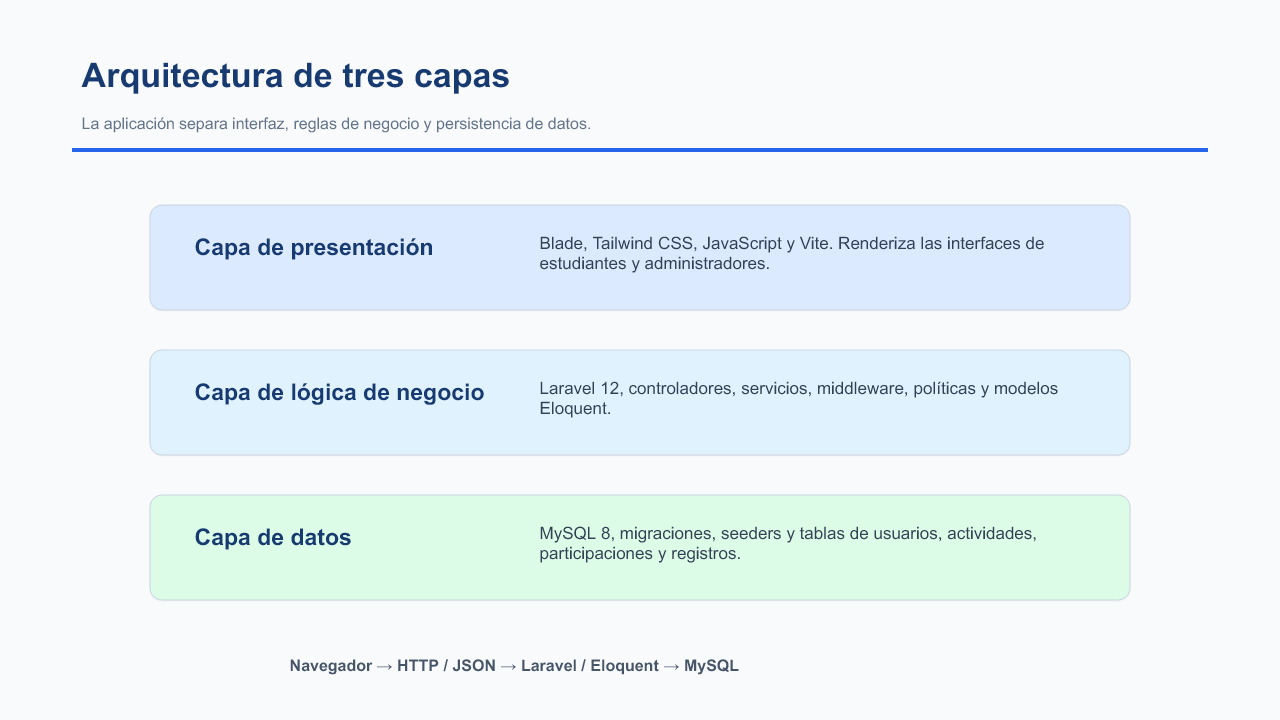 Arquitectura de tres capas
La aplicación separa interfaz, reglas de negocio y persistencia de datos.
Capa de presentación
Blade, Tailwind CSS, JavaScript y Vite. Renderiza las interfaces de
estudiantes y administradores.
Capa de lógica de negocio
Laravel 12, controladores, servicios, middleware, políticas y modelos
Eloquent.
Capa de datos
MySQL 8, migraciones, seeders y tablas de usuarios, actividades,
participaciones y registros.
Navegador → HTTP / JSON → Laravel / Eloquent → MySQL